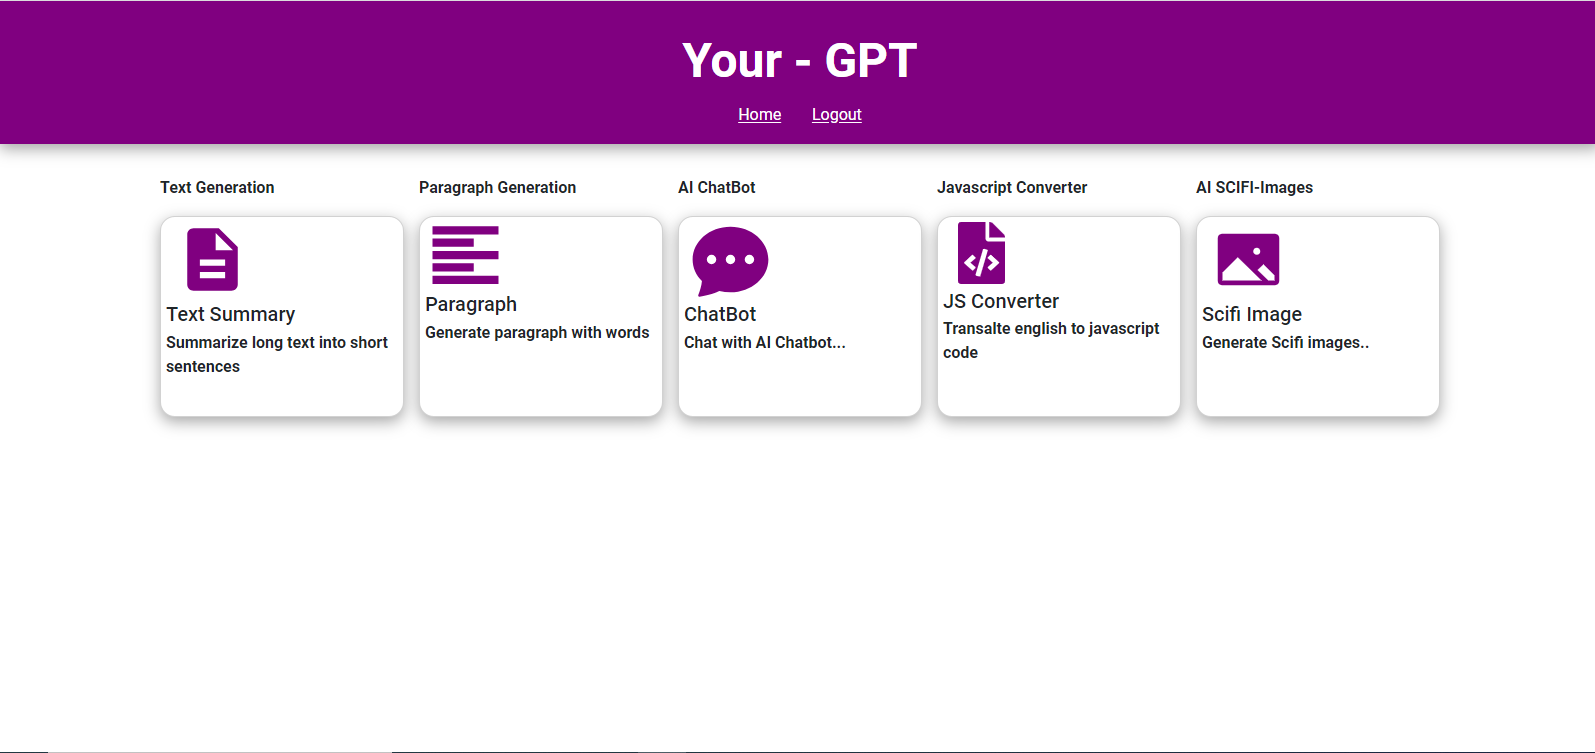 Your - GPT
Home Logout
Text Generation
Paragraph Generation
AI ChatBot
Javascript Converter
AI SCIFI-Images
Text Summary
Summarize long text into short
sentences
Paragraph
Generate paragraph with words
ChatBot
Chat with AI Chatbot...
JS Converter
Transalte english to javascript
code
Scifi Image
Generate Scifi images..